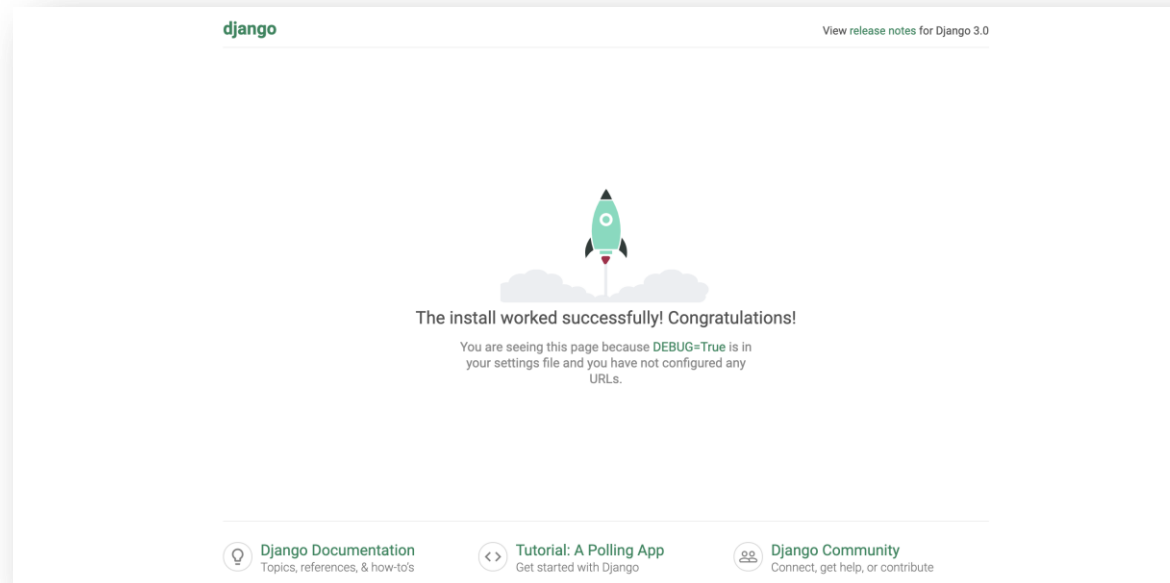 django
View release notes for Django 3.0
The install worked successfully! Congratulations!
You are seeing this page because DEBUG=True is in
your settings file and you have not configured any
URLs.
Django Documentation
Topics, references, & how-to's
Tutorial: A Polling App
Get started with Django
Django Community
Connect, get help, or contribute